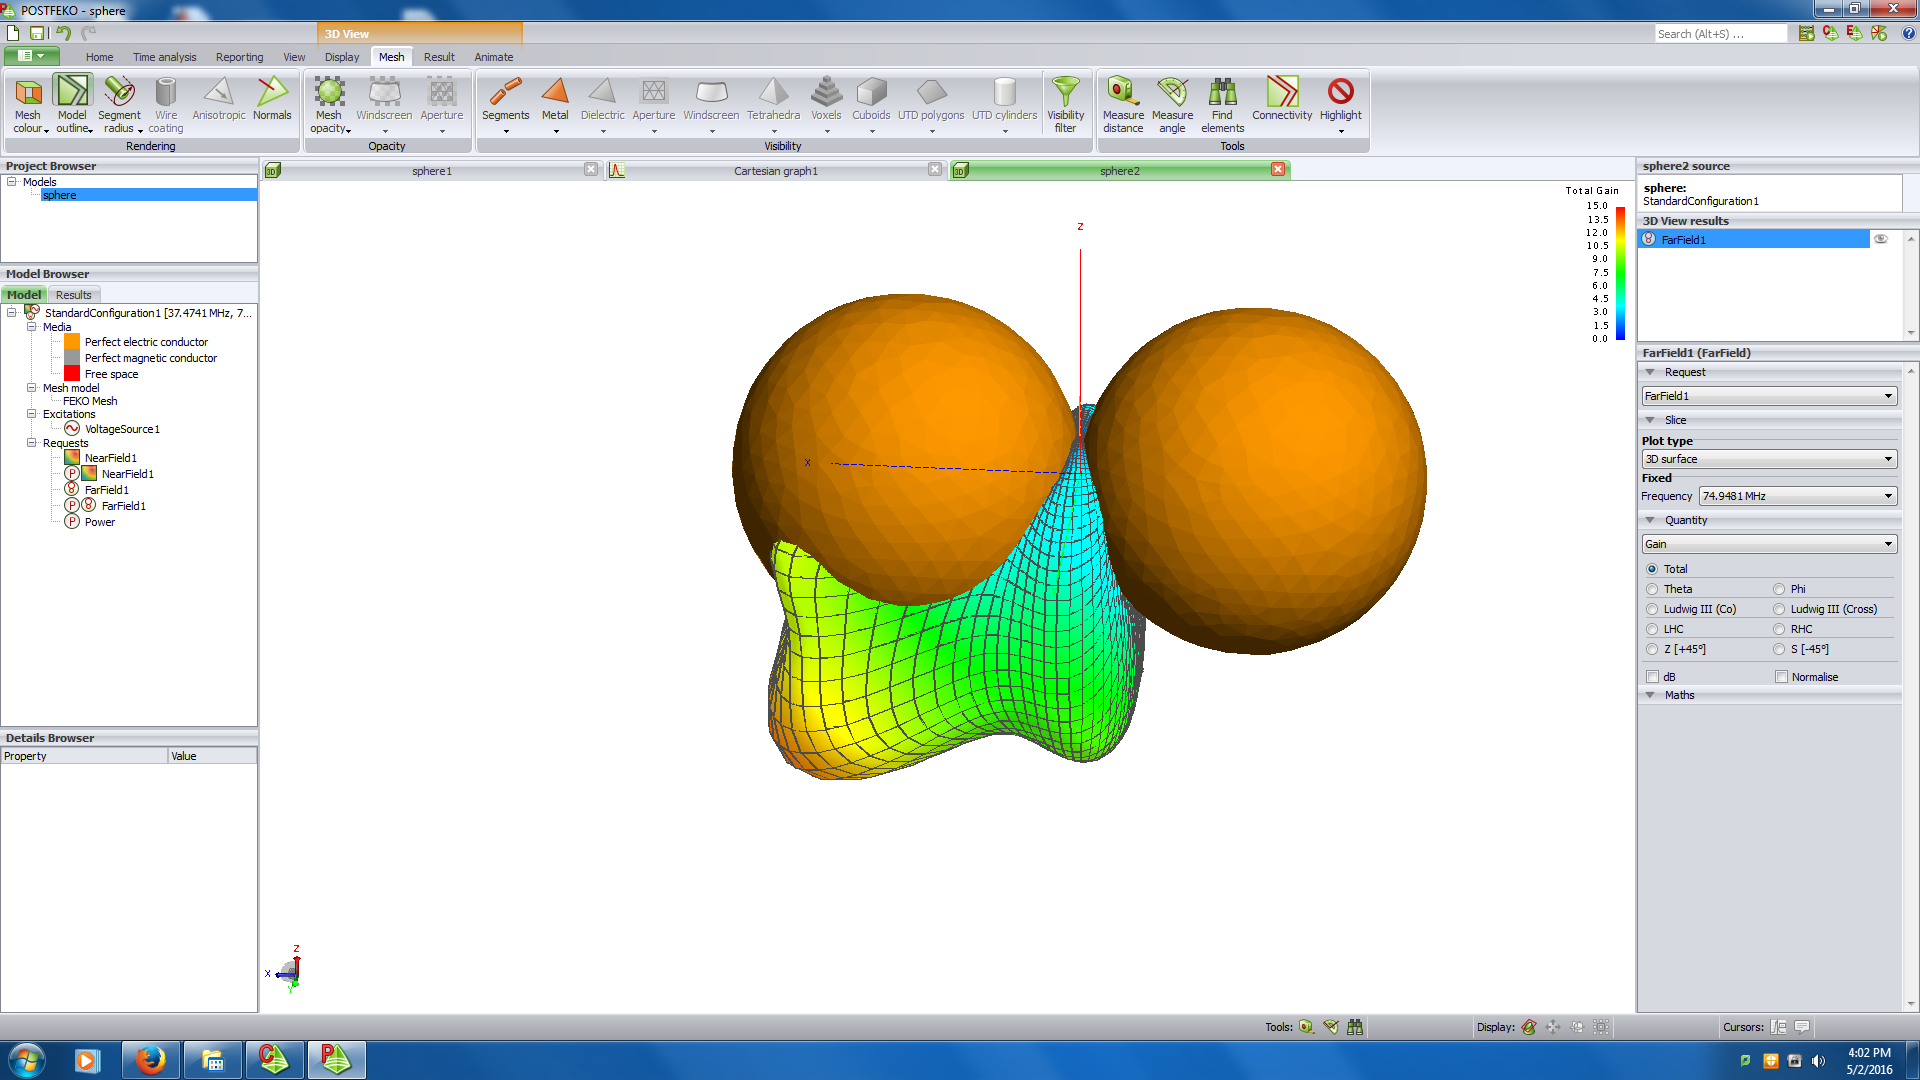 POSTFEKO - sphere
3D View
Search (Alt+S) ...
Home Time analysis Reporting View Display Mesh Result Animate
Mesh colour
Model outline
Segment radius
Wire coating
Anisotropic
Normals
Rendering
Mesh opacity
Windscreen
Aperture
Opacity
Segments
Metal
Dielectric
Aperture
Windscreen
Tetrahedra
Voxels
Cuboids
UTD polygons
UTD cylinders
Visibility filter
Visibility
Measure distance
Measure angle
Find elements
Connectivity
Highlight
Tools
Project Browser
Models
sphere
Model Browser
Model Results
StandardConfiguration1 [37.4741 MHz, 7...
Media
Perfect electric conductor
Perfect magnetic conductor
Free space
Mesh model
FEKO Mesh
Excitations
VoltageSource1
Requests
NearField1
P NearField1
FarField1
P FarField1
P Power
Details Browser
Property Value
3D sphere1
Cartesian graph1
3D sphere2
Total Gain
15.0
13.5
12.0
10.5
9.0
7.5
6.0
4.5
3.0
1.5
0.0
Z
X
Z
X
Y
sphere2 source
sphere:
StandardConfiguration1
3D View results
FarField1
FarField1 (FarField)
Request
FarField1
Slice
Plot type
3D surface
Fixed
Frequency 74.9481 MHz
Quantity
Gain
Total
Theta Phi
Ludwig III (Co) Ludwig III (Cross)
LHC RHC
Z [+45°] S [-45°]
dB Normalise
Maths
Tools: Display: Cursors:
4:02 PM
5/2/2016